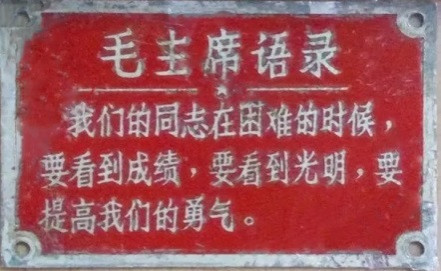 毛主席语录
我们的同志在困难的时候，
要看到成绩，要看到光明，要
提高我们的勇气。